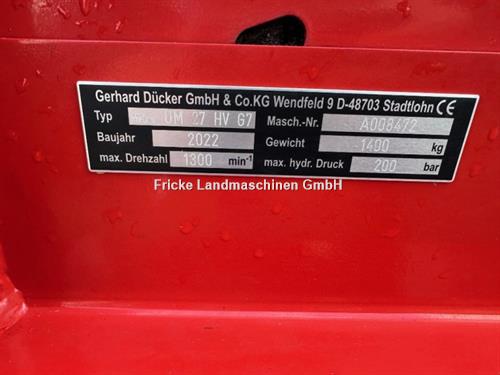 Gerhard Dücker GmbH & Co.KG Wendfeld 9 D-48703 Stadtlohn CE
Typ UM 27 HV G7 Masch.-Nr. A008472
Baujahr 2022 Gewicht 1400 kg
max. Drehzahl 1300 min-1 max. hydr. Druck 200 bar
Fricke Landmaschinen GmbH